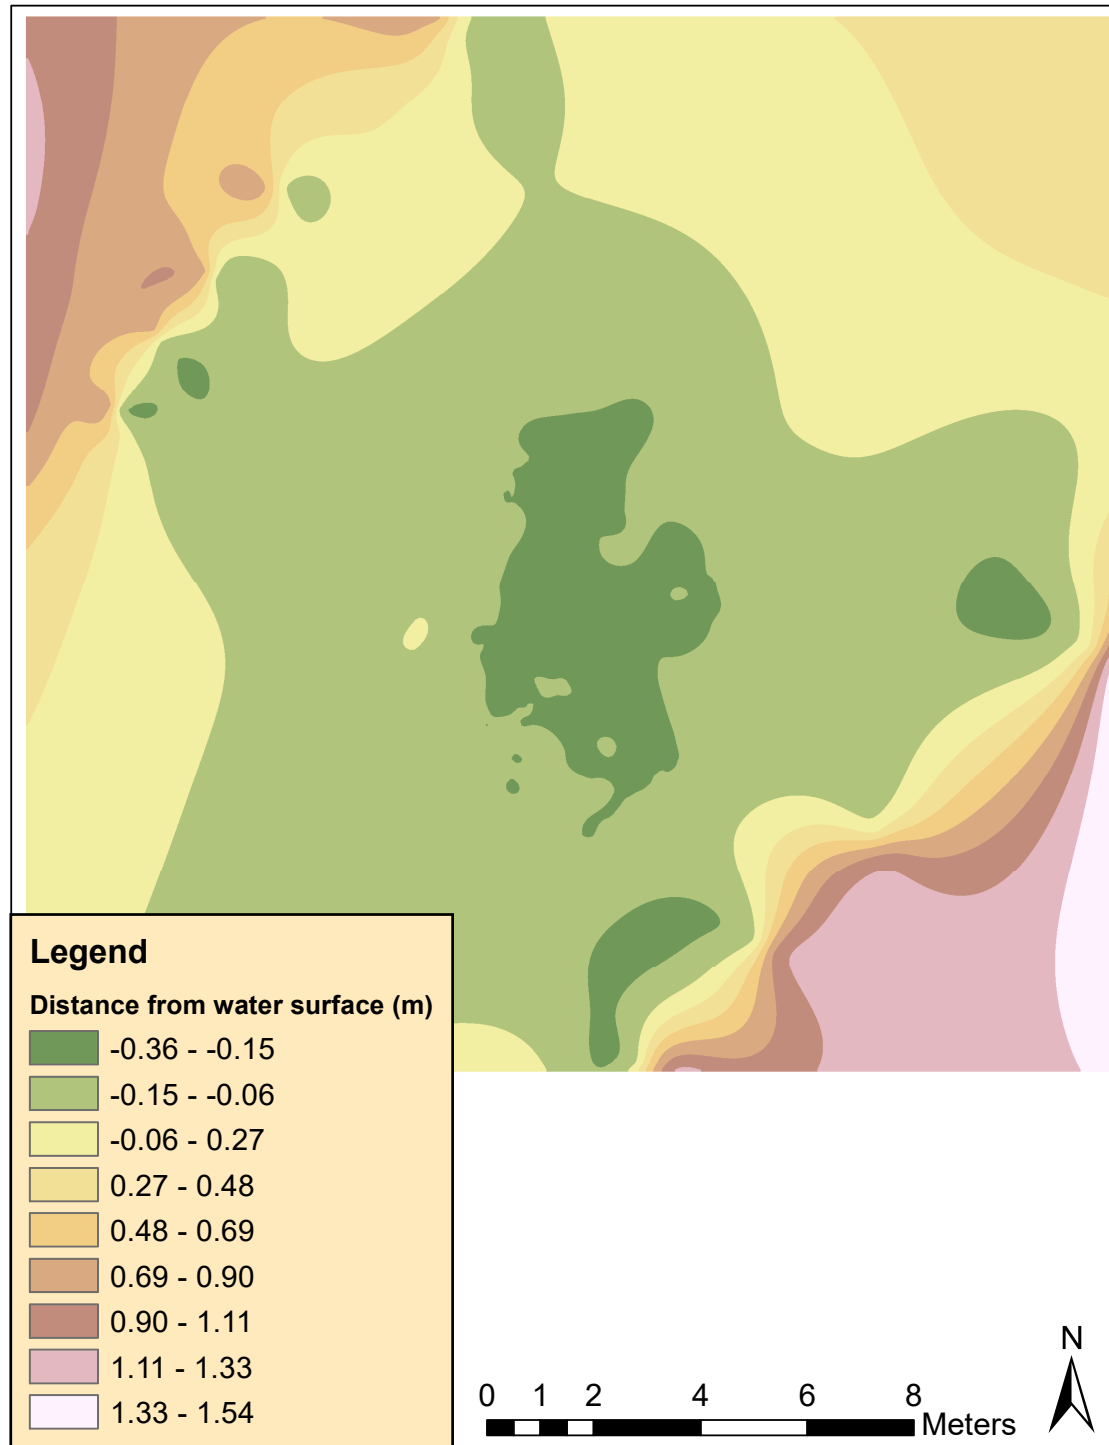 Legend
Distance from water surface (m)
-0.36 - -0.15
-0.15 - -0.06
-0.06 - 0.27
0.27 - 0.48
0.48 - 0.69
0.69 - 0.90
0.90 - 1.11
1.11 - 1.33
1.33 - 1.54
0 1 2 4 6 8
Meters
N